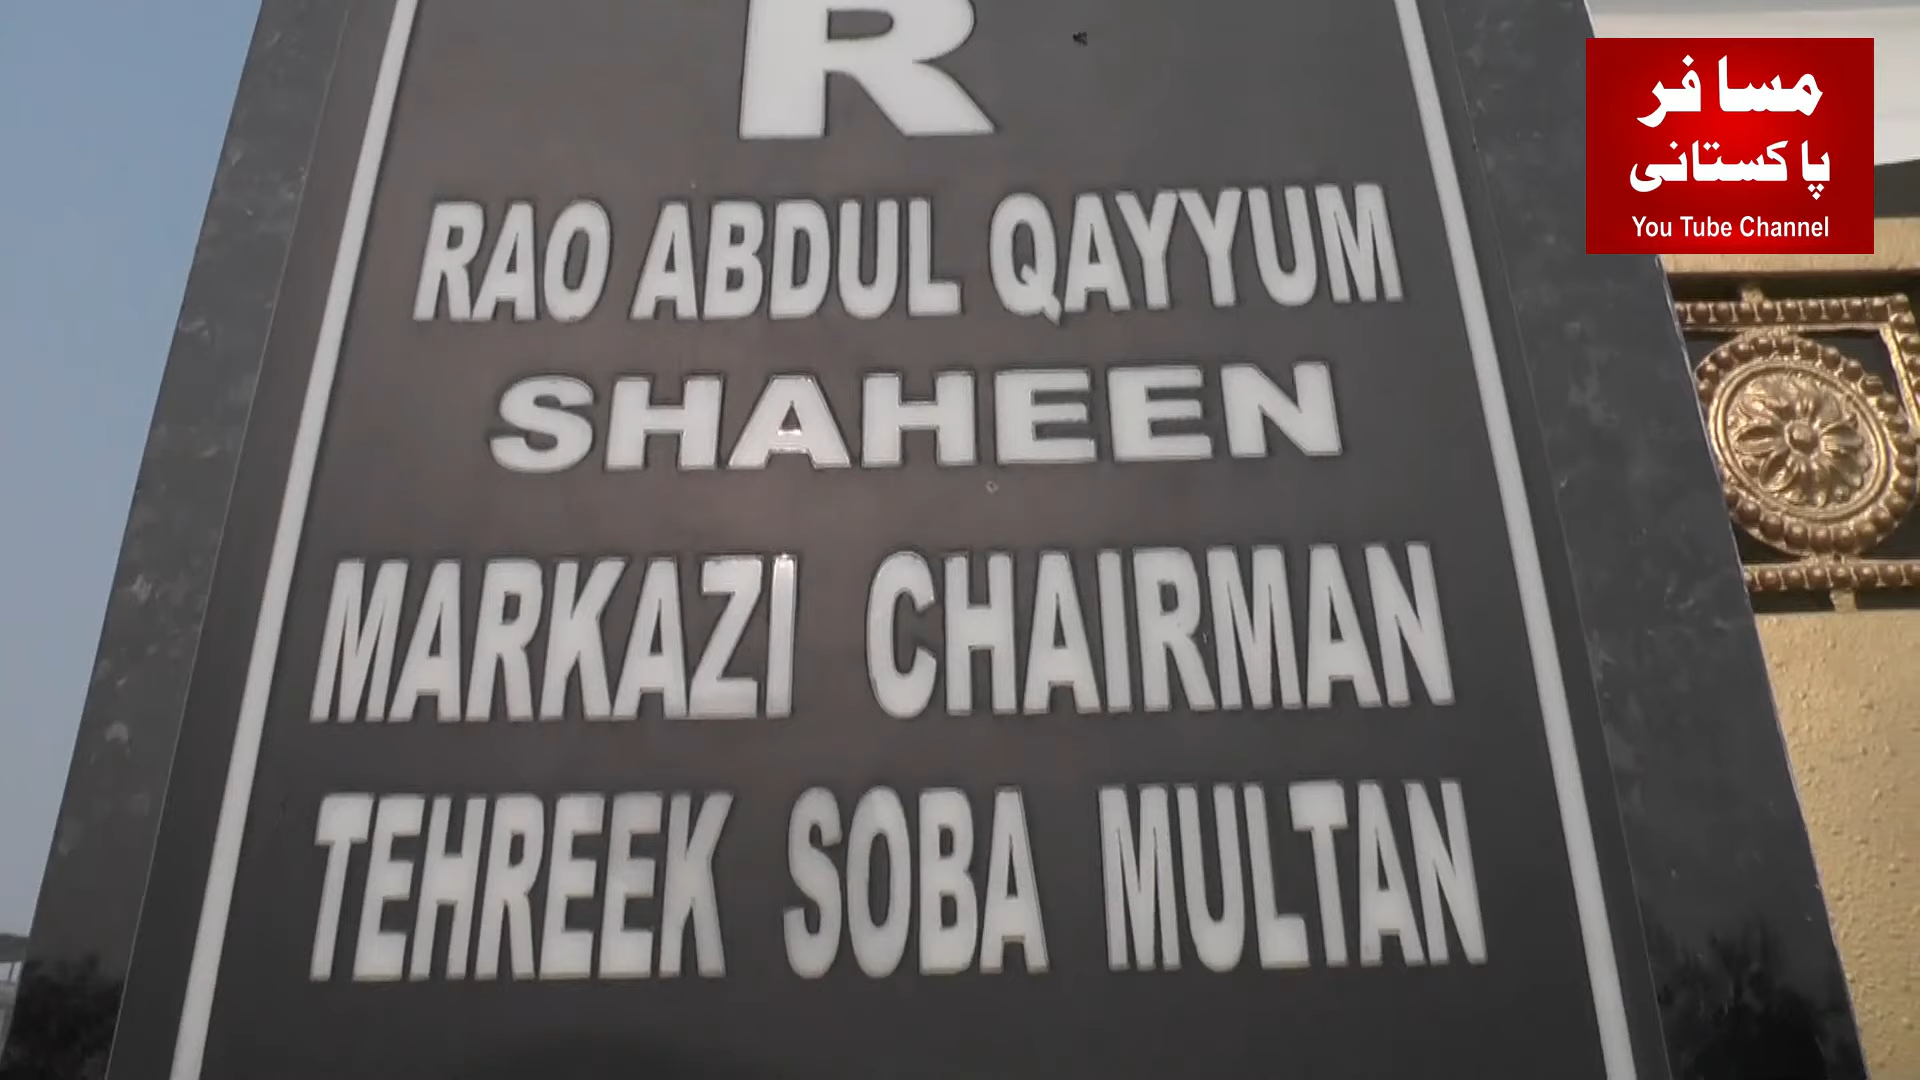 R
RAO ABDUL QAYYUM
SHAHEEN
MARKAZI CHAIRMAN
TEHREEK SOBA MULTAN
مسافر
پاکستانی
You Tube Channel